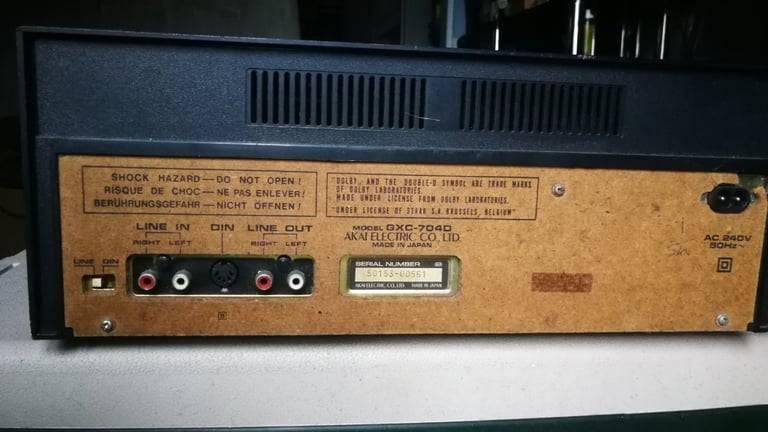 SHOCK HAZARD — DO NOT OPEN!
RISQUE DE CHOC — NE PAS ENLEVER!
BERÜHRUNGSGEFAHR — NICHT ÖFFNEN!
"DOLBY" AND THE DOUBLE-D SYMBOL ARE TRADE MARKS
OF DOLBY LABORATORIES.
MADE UNDER LICENSE FROM DOLBY LABORATORIES.
"UNDER LICENSE OF STAAR S.A. BRUSSELS, BELGIUM"
MODEL GXC-704D
AKAI ELECTRIC CO., LTD.
MADE IN JAPAN
LINE IN DIN LINE OUT
RIGHT LEFT RIGHT LEFT
LINE DIN
SERIAL NUMBER
50153-00561
AKAI ELECTRIC CO., LTD. MADE IN JAPAN
AC 240V
50Hz~